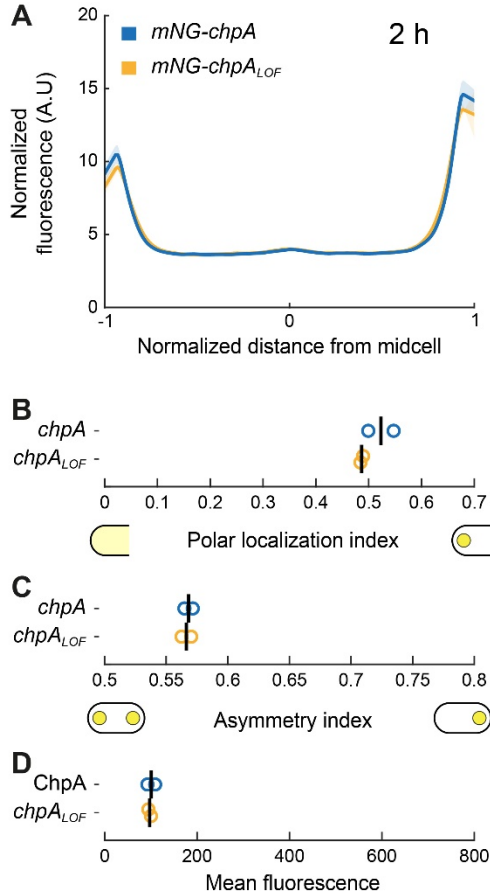 A
20
mNG-chpA
2 h
mNG-chpA_LOF
15
Normalized
fluorescence (A.U)
10
5
0
-1 0 1
Normalized distance from midcell
B
chpA -
chpA_LOF -
0 0.1 0.2 0.3 0.4 0.5 0.6 0.7
Polar localization index
C
chpA -
chpA_LOF -
0.5 0.55 0.6 0.65 0.7 0.75 0.8
Asymmetry index
D
ChpA -
chpA_LOF -
0 200 400 600 800
Mean fluorescence